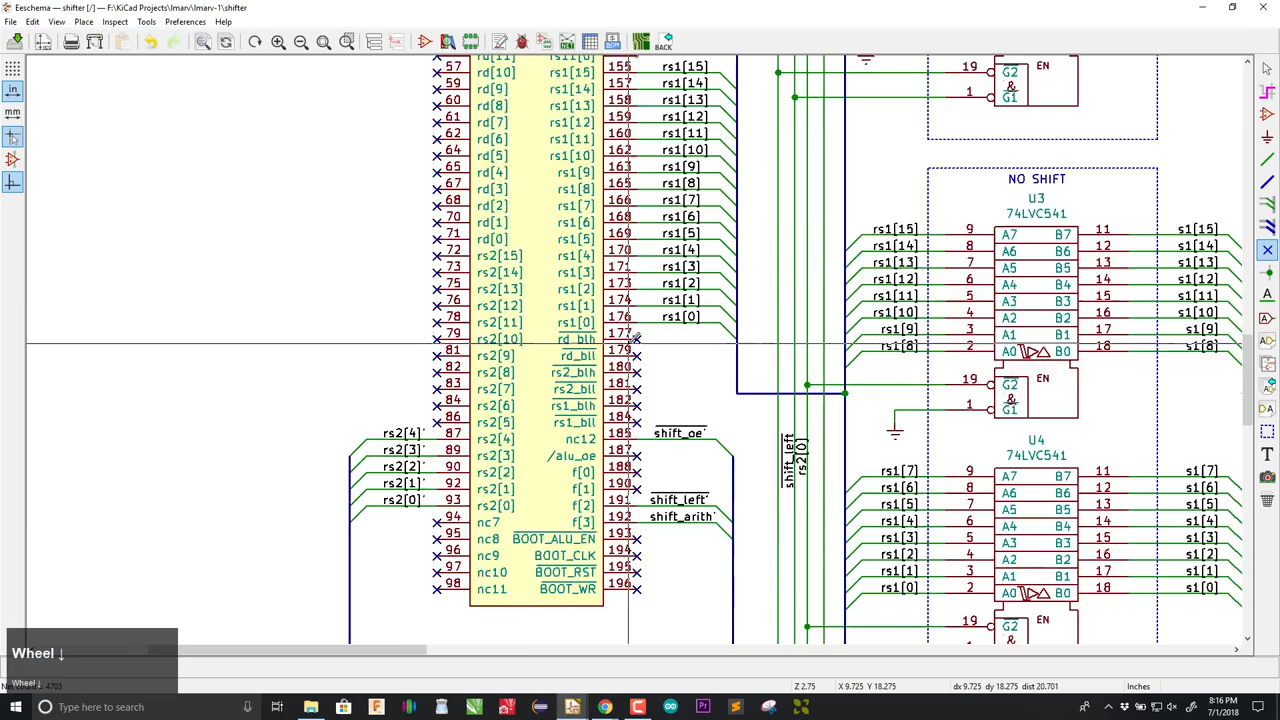 Eeschema — shifter [/] — F:\KiCad Projects\lmarv\lmarv-1\shifter
File Edit View Place Inspect Tools Preferences Help
BACK
in
mm
57 rd[10] rs1[15] 155 rs1[15]
59 rd[9] rs1[14] 157 rs1[14]
60 rd[8] rs1[13] 158 rs1[13]
61 rd[7] rs1[12] 159 rs1[12]
62 rd[6] rs1[11] 160 rs1[11]
64 rd[5] rs1[10] 162 rs1[10]
65 rd[4] rs1[9] 163 rs1[9]
67 rd[3] rs1[8] 165 rs1[8]
68 rd[2] rs1[7] 166 rs1[7]
70 rd[1] rs1[6] 168 rs1[6]
71 rd[0] rs1[5] 169 rs1[5]
72 rs2[15] rs1[4] 170 rs1[4]
73 rs2[14] rs1[3] 171 rs1[3]
75 rs2[13] rs1[2] 173 rs1[2]
76 rs2[12] rs1[1] 174 rs1[1]
78 rs2[11] rs1[0] 176 rs1[0]
79 rs2[10] rd_blh 177
81 rs2[9] rd_bll 179
82 rs2[8] rs2_blh 180
83 rs2[7] rs2_bll 181
84 rs2[6] rs1_blh 182
86 rs2[5] rs1_bll 184
rs2[4]' 87 rs2[4] nc12 185 shift_oe'
rs2[3]' 89 rs2[3] /alu_oe 187
rs2[2]' 90 rs2[2] f[0] 188
rs2[1]' 92 rs2[1] f[1] 190
rs2[0]' 93 rs2[0] f[2] 191 shift_left'
94 nc7 f[3] 192 shift_arith'
95 nc8 BOOT_ALU_EN 193
96 nc9 BOOT_CLK 194
97 nc10 BOOT_RST 195
98 nc11 BOOT_WR 196
shift_left
rs2[0]
19 G2 EN
&
1 G1
NO SHIFT
U3
74LVC541
rs1[15] 9 A7 B7 11 s1[15]
rs1[14] 8 A6 B6 12 s1[14]
rs1[13] 7 A5 B5 13 s1[13]
rs1[12] 6 A4 B4 14 s1[12]
rs1[11] 5 A3 B3 15 s1[11]
rs1[10] 4 A2 B2 16 s1[10]
rs1[9] 3 A1 B1 17 s1[9]
rs1[8] 2 A0 B0 18 s1[8]
19 G2 EN
&
1 G1
U4
74LVC541
rs1[7] 9 A7 B7 11 s1[7]
rs1[6] 8 A6 B6 12 s1[6]
rs1[5] 7 A5 B5 13 s1[5]
rs1[4] 6 A4 B4 14 s1[4]
rs1[3] 5 A3 B3 15 s1[3]
rs1[2] 4 A2 B2 16 s1[2]
rs1[1] 3 A1 B1 17 s1[1]
rs1[0] 2 A0 B0 18 s1[0]
19 G2 EN
&
Wheel ↓
Wheel ↓
Net count = 4703
Z 2.75 X 9.725 Y 18.275 dx 9.725 dy 18.275 dist 20.701 Inches
Type here to search
8:16 PM
7/1/2018